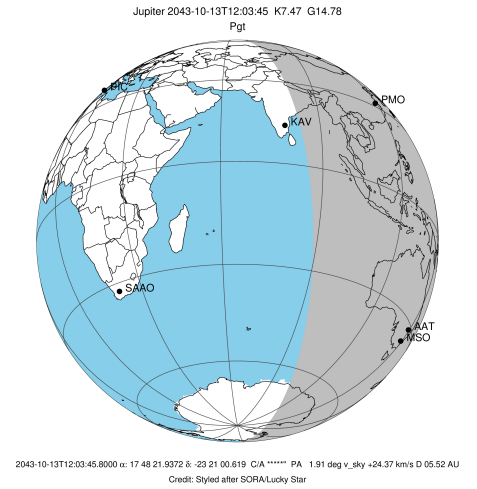 Jupiter 2043-10-13T12:03:45 K7.47 G14.78
Pgt
PIC
PMO
KAV
SAAO
AAT
MSO
2043-10-13T12:03:45.8000 α: 17 48 21.9372 δ: -23 21 00.619 C/A *****" PA 1.91 deg v_sky +24.37 km/s D 05.52 AU
Credit: Styled after SORA/Lucky Star